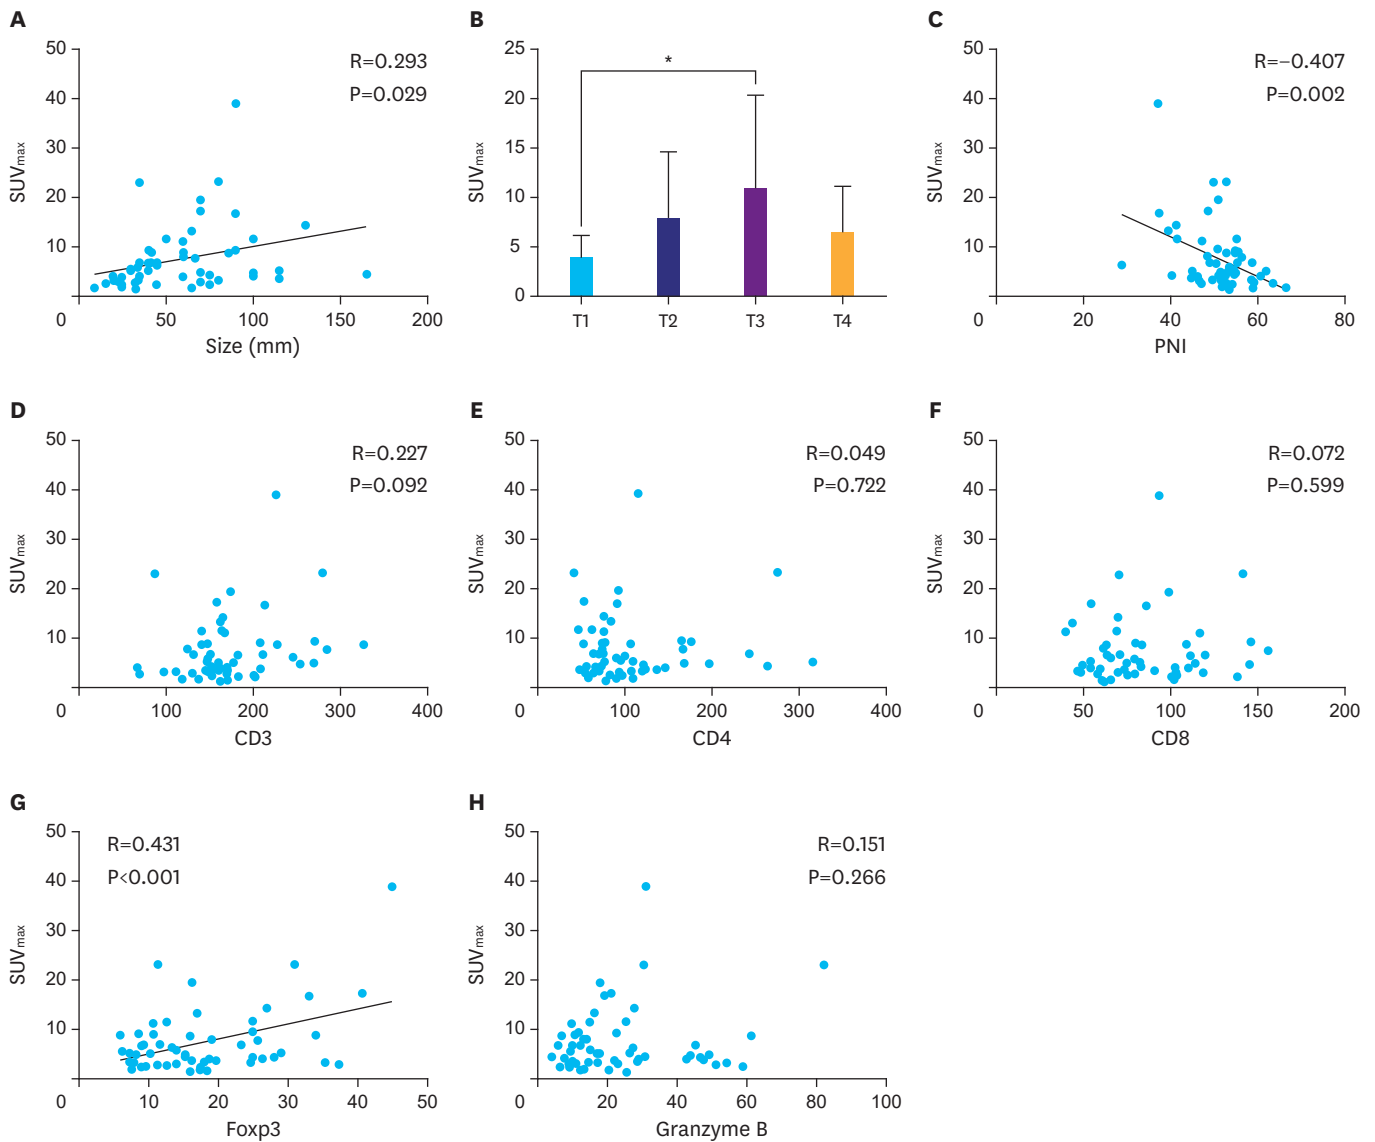 A
SUVmax
50
40
30
20
10
0
50
100
150
200
R=0.293
P=0.029
Size (mm)
B
SUVmax
25
20
15
10
5
0
*
T1
T2
T3
T4
C
SUVmax
50
40
30
20
10
0
20
40
60
80
R=−0.407
P=0.002
PNI
D
SUVmax
50
40
30
20
10
0
100
200
300
400
R=0.227
P=0.092
CD3
E
SUVmax
50
40
30
20
10
0
100
200
300
400
R=0.049
P=0.722
CD4
F
SUVmax
50
40
30
20
10
0
50
100
150
200
R=0.072
P=0.599
CD8
G
SUVmax
50
40
30
20
10
0
10
20
30
40
50
R=0.431
P<0.001
Foxp3
H
SUVmax
50
40
30
20
10
0
20
40
60
80
100
R=0.151
P=0.266
Granzyme B